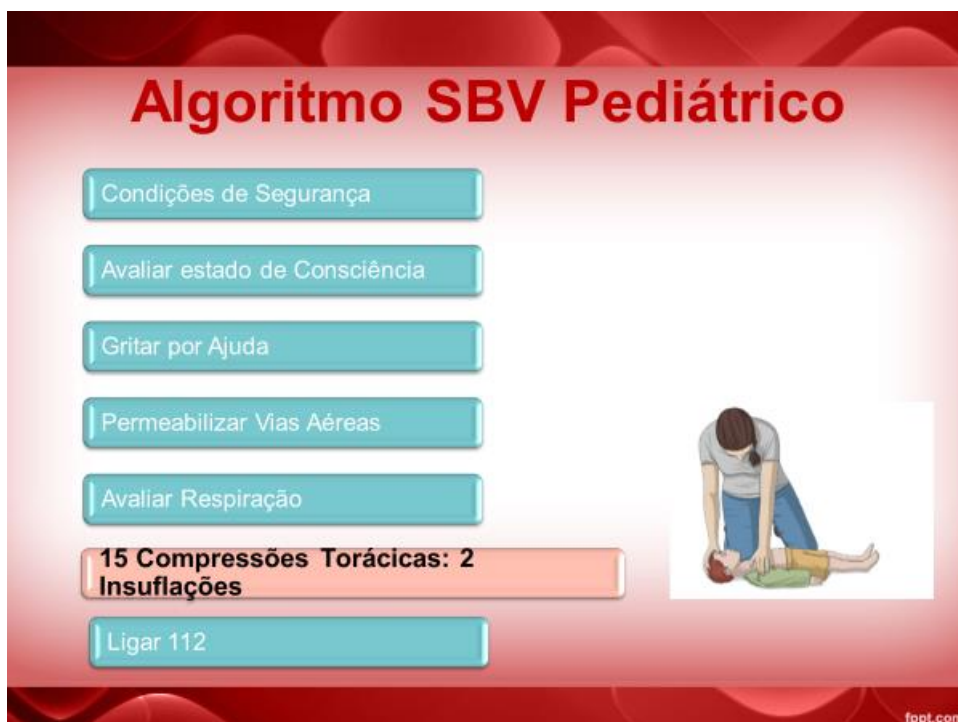 Algoritmo SBV Pediátrico
Condições de Segurança
Avaliar estado de Consciência
Gritar por Ajuda
Permeabilizar Vias Aéreas
Avaliar Respiração
15 Compressões Torácicas: 2
Insuflações
Ligar 112
fppt.com